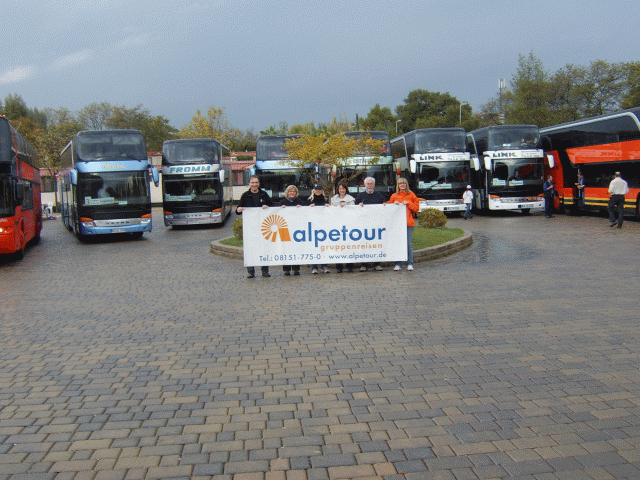 FROMM
LINK
LINK
alpetour
gruppenreisen
Tel.: 08151-775-0 · www.alpetour.de